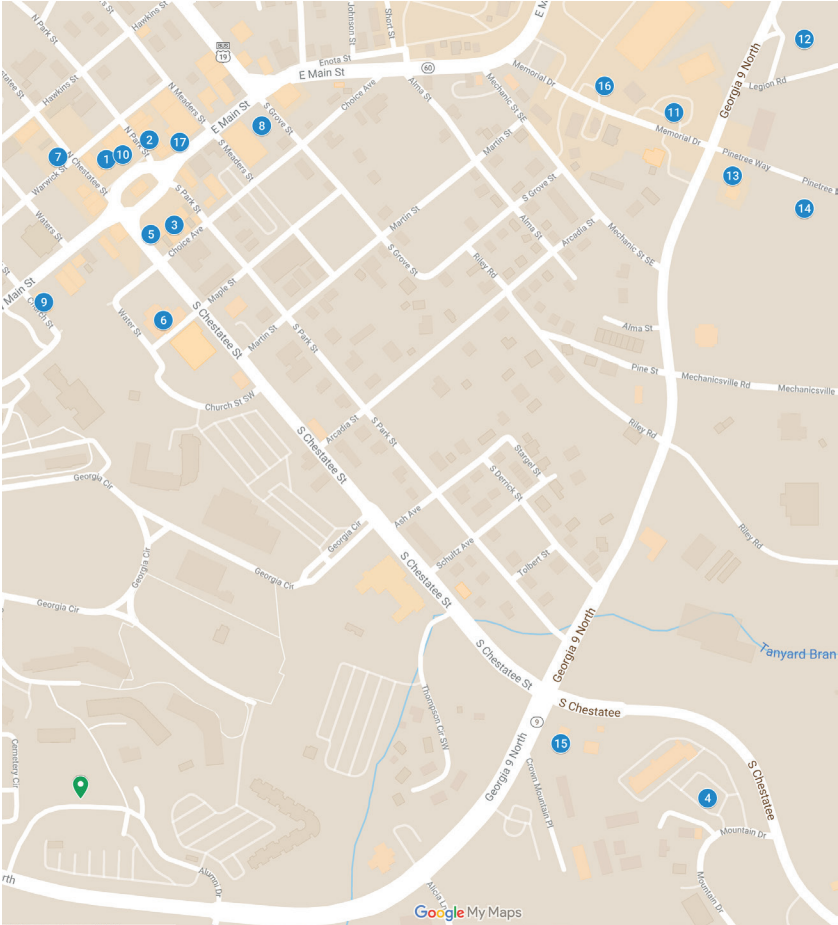 Hawkins St
Johnson St
Short St
E M
N Park St
BUS
19
Enota St
E Main St
60
Choice Ave
Alma St
Memorial Dr
Georgia 9 North
12
Legion Rd
16
11
Hawkins St
N Meaders St
E Main St
S Grove St
Mechanic St SE
Memorial Dr
Pinetree Way
Pinetree
8
2
N Park St
17
7
1
10
S Meaders St
Martin St
13
14
N Chestatee St
Warwick St
S Park St
S Grove St
Waters St
5
3
Choice Ave
Martin St
Alma St
Arcadia St
Mechanic St SE
S Grove St
Riley Rd
Main St
9
Church St
Maple St
Water St
6
S Chestatee St
Martin St
S Park St
Alma St
Pine St
Mechanicsville Rd
Mechanicsville
Church St SW
Arcadia St
S Park St
Riley Rd
S Chestatee St
Stargel St
S Derrick St
Georgia Cir
Ash Ave
Georgia Cir
Riley Rd
Schultz Ave
Tolbert St
Georgia Cir
Georgia Cir
S Chestatee St
Georgia Cir
Georgia 9 North
Tanyard Bran
S Chestatee St
Thompson Cir SW
S Chestatee
9
15
Georgia 9 North
Cemetery Cir
Crown Mountain Pl
S Chestatee
4
Mountain Dr
Mountain Dr
rth
Alumni Dr
Alicia Ln
Google My Maps